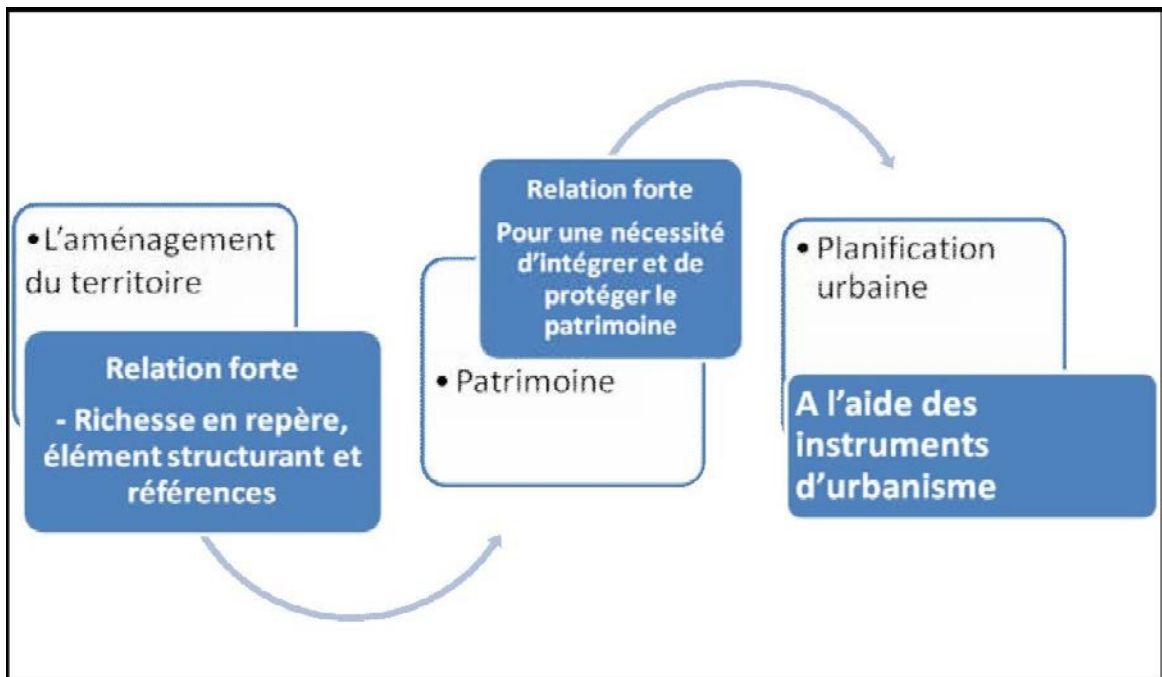 •L'aménagement
du territoire
Relation forte
- Richesse en repère,
élément structurant et
références
Relation forte
Pour une nécessité
d'intégrer et de
protéger le
patrimoine
• Patrimoine
• Planification
urbaine
A l'aide des
instruments
d'urbanisme